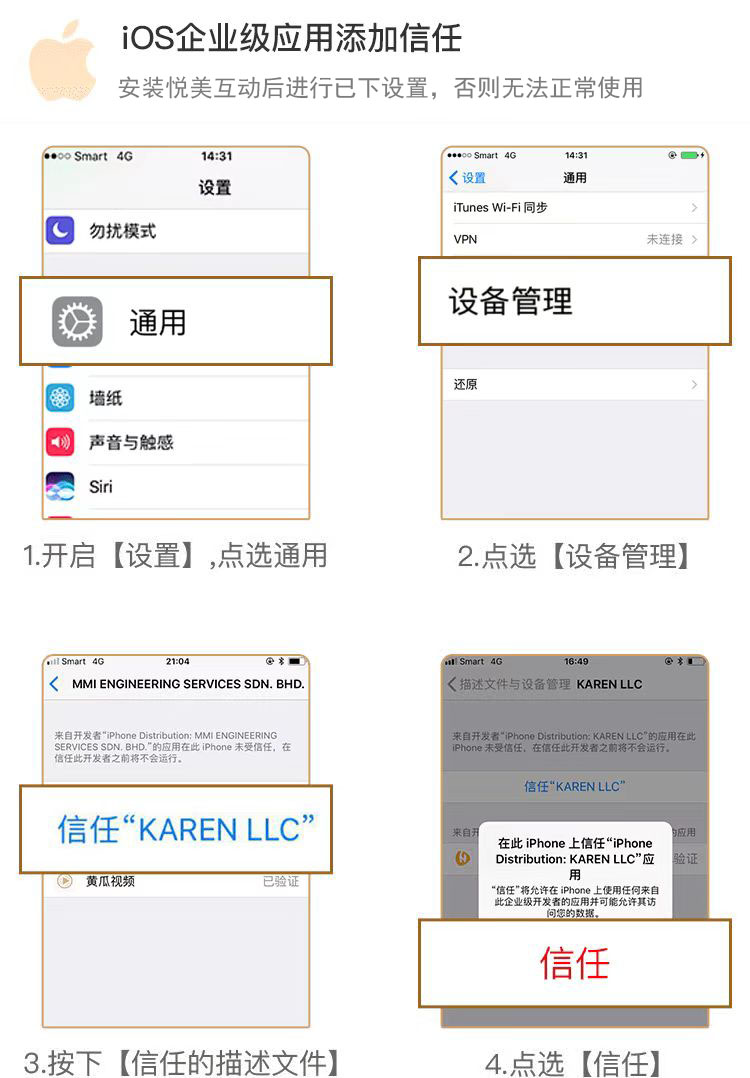 iOS企业级应用添加信任
安装悦美互动后进行已下设置，否则无法正常使用
Smart 4G 14:31
设置
勿扰模式
通用
墙纸
声音与触感
Siri
1.开启【设置】,点选通用
Smart 4G 14:31
设置 通用
iTunes Wi-Fi 同步
VPN 未连接
设备管理
还原
2.点选【设备管理】
Smart 4G 21:04
MMI ENGINEERING SERVICES SDN. BHD.
来自开发者“iPhone Distribution: MMI ENGINEERING
SERVICES SDN. BHD.”的应用在此 iPhone 未受信任，在
信任此开发者之前将不会运行。
信任“KAREN LLC”
黄瓜视频 已验证
3.按下【信任的描述文件】
Smart 4G 16:49
描述文件与设备管理 KAREN LLC
来自开发者“iPhone Distribution: KAREN LLC”的应用在此
iPhone 未受信任，在信任此开发者之前将不会运行。
信任“KAREN LLC”
来自开 的应用
验证
在此 iPhone 上信任“iPhone
Distribution: KAREN LLC”应
用
“信任”将允许在 iPhone 上使用任何来自
此企业级开发者的应用并可能允许其访
问您的数据。
信任
4.点选【信任】